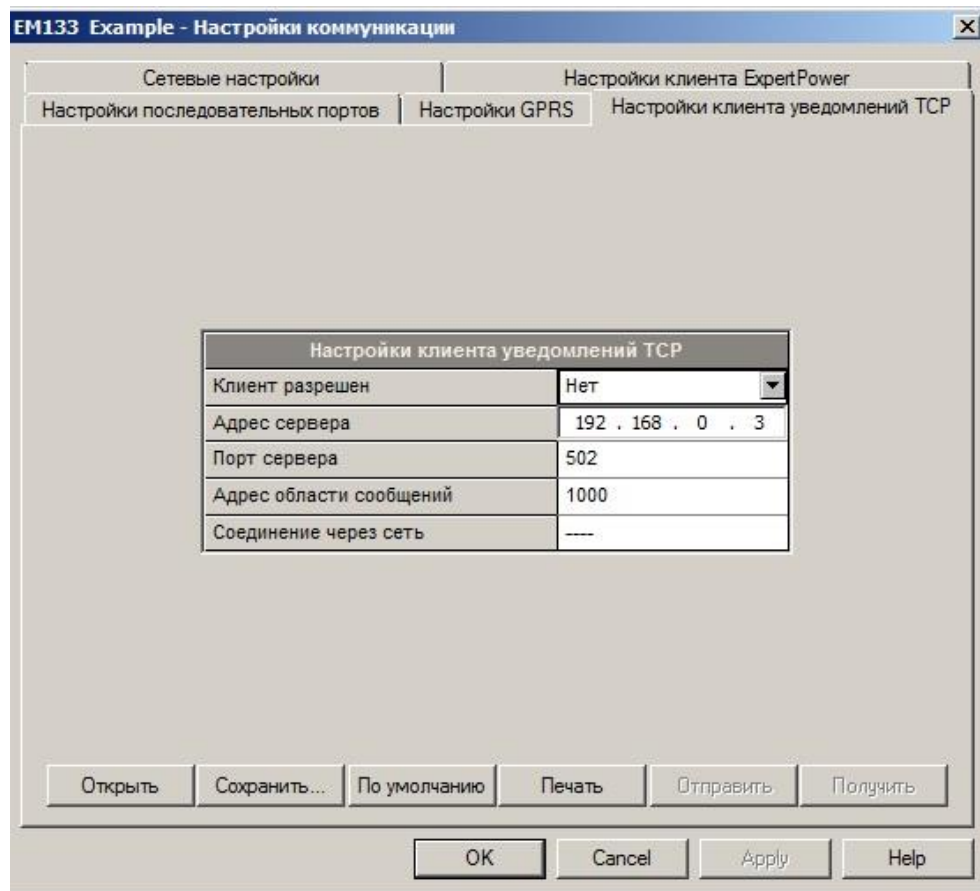 EM133 Example - Настройки коммуникации
Сетевые настройки
Настройки клиента ExpertPower
Настройки последовательных портов
Настройки GPRS
Настройки клиента уведомлений TCP
Настройки клиента уведомлений TCP
Клиент разрешен Нет
Адрес сервера 192 . 168 . 0 . 3
Порт сервера 502
Адрес области сообщений 1000
Соединение через сеть ----
Открыть
Сохранить...
По умолчанию
Печать
Отправить
Получить
OK
Cancel
Apply
Help